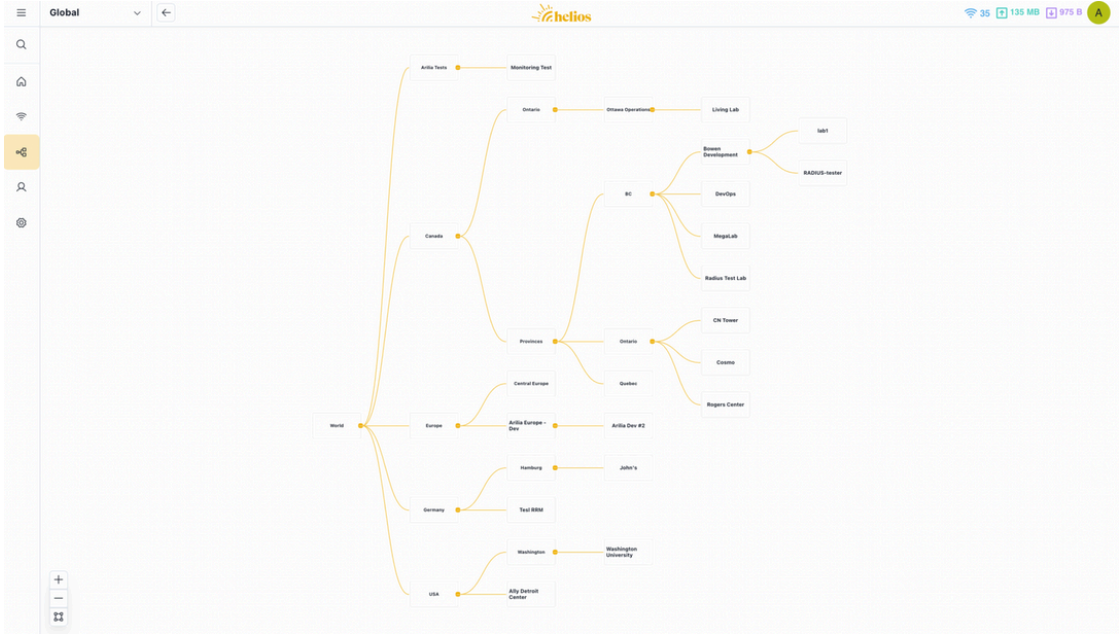 Global
helios
35
135 MB
975 B
A
Arilia Tests
Monitoring Test
Ontario
Ottawa Operations
Living Lab
lab1
Bowen
Development
RADIUS-tester
BC
DevOps
Canada
MegaLab
Radius Test Lab
CN Tower
Provinces
Ontario
Cosmo
Central Europe
Quebec
Rogers Center
World
Europe
Arilia Europe -
Dev
Arilia Dev #2
Hamburg
John's
Germany
Test RRM
Washington
Washington
University
USA
Ally Detroit
Center